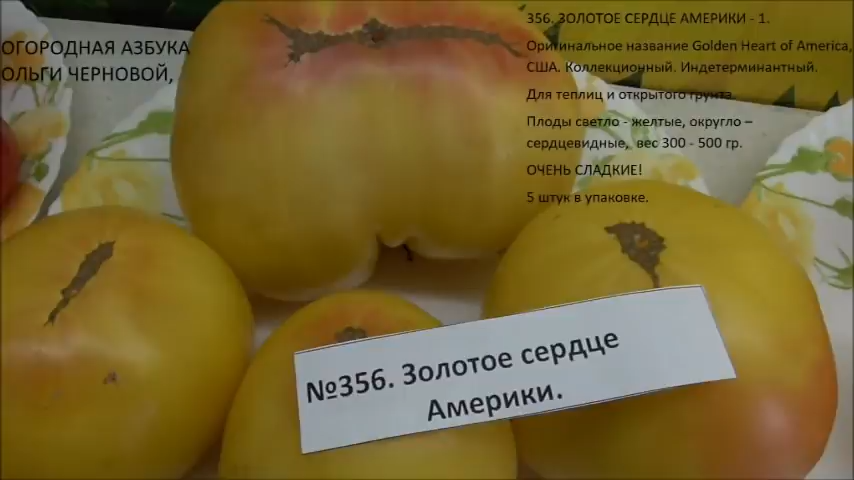 ОГОРОДНАЯ АЗБУКА
ОЛЬГИ ЧЕРНОВОЙ,
356. ЗОЛОТОЕ СЕРДЦЕ АМЕРИКИ - 1.
Оригинальное название Golden Heart of America,
США. Коллекционный. Индетерминантный.
Для теплиц и открытого грунта.
Плоды светло - желтые, округло –
сердцевидные, вес 300 - 500 гр.
ОЧЕНЬ СЛАДКИЕ!
5 штук в упаковке.
№356. Золотое сердце
Америки.